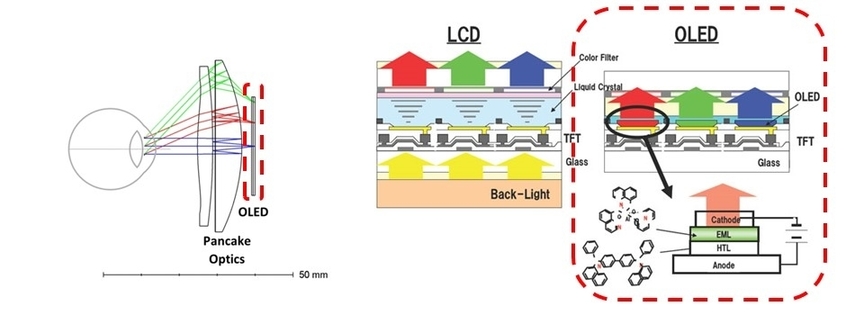 OLED
Pancake
Optics
50 mm
LCD
Color Filter
Liquid Crystal
TFT
Glass
Back-Light
OLED
OLED
TFT
Glass
Cathode
EML
HTL
Anode